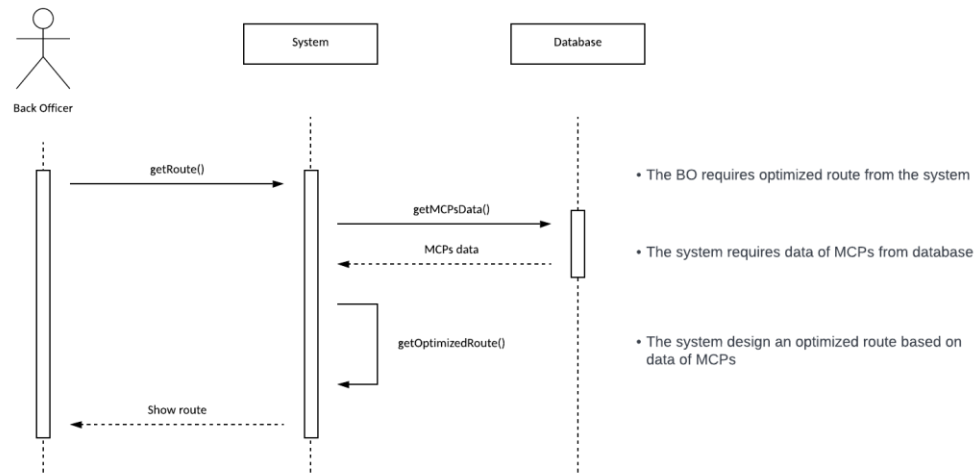 System
Database
Back Officer
getRoute()
• The BO requires optimized route from the system
getMCPsData()
MCPs data
• The system requires data of MCPs from database
getOptimizedRoute()
• The system design an optimized route based on
data of MCPs
Show route